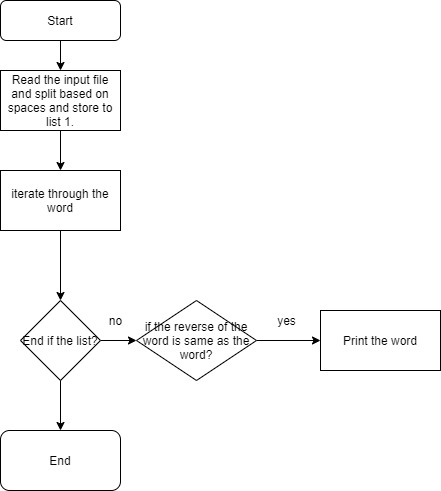 Start
Read the input file
and split based on
spaces and store to
list 1.
iterate through the
word
End if the list?
no
if the reverse of the
word is same as the
word?
yes
Print the word
End